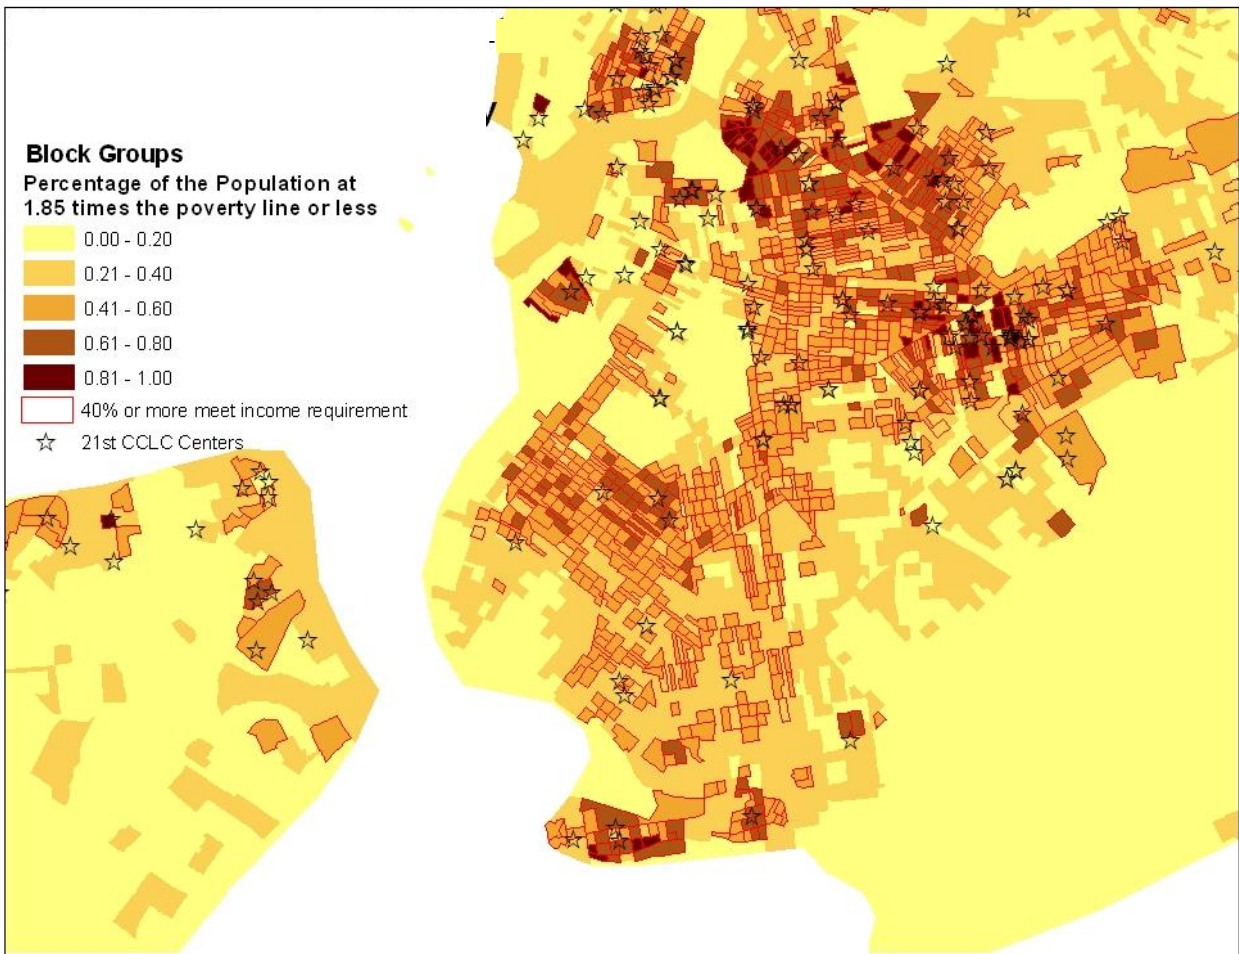 Block Groups
Percentage of the Population at
1.85 times the poverty line or less
0.00 - 0.20
0.21 - 0.40
0.41 - 0.60
0.61 - 0.80
0.81 - 1.00
40% or more meet income requirement
21st CCLC Centers